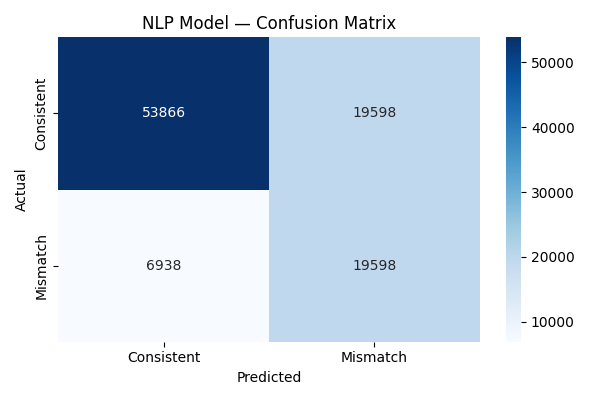 NLP Model — Confusion Matrix
Actual
Consistent
Mismatch
53866
19598
6938
19598
Consistent
Mismatch
Predicted
50000
40000
30000
20000
10000